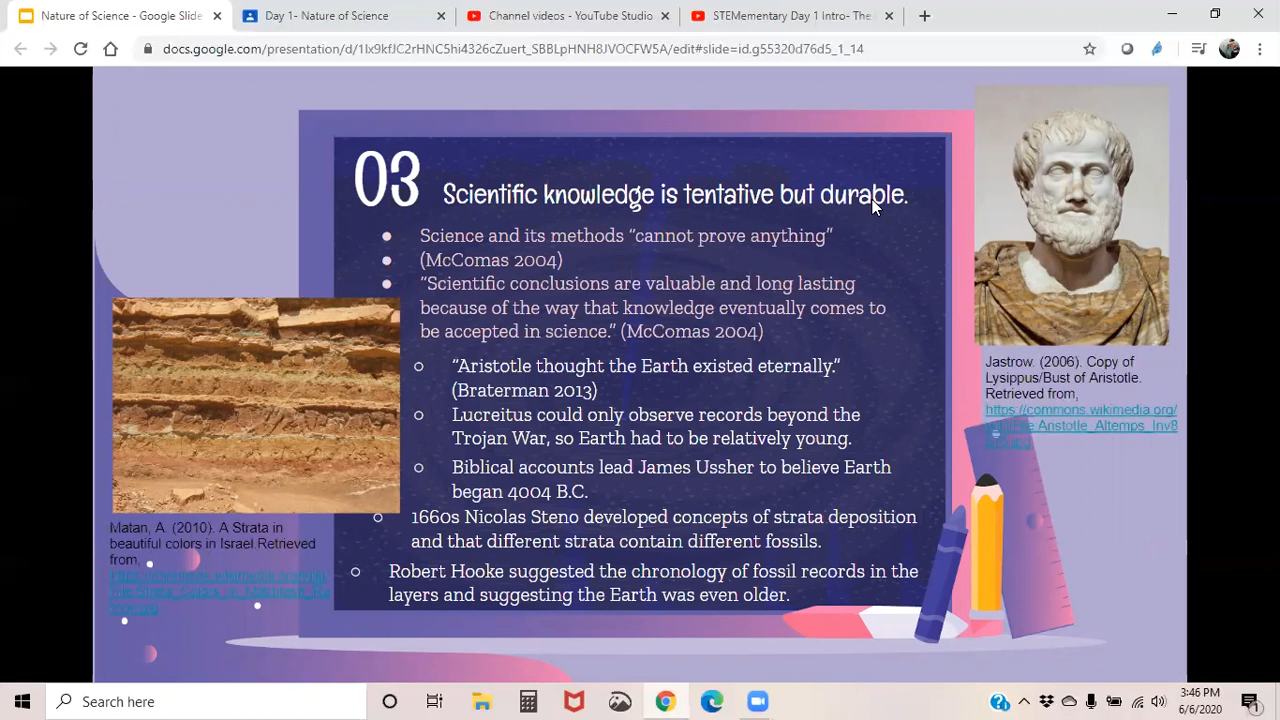 Nature of Science - Google Slide
Day 1- Nature of Science
Channel videos - YouTube Studio
STEMementary Day 1 Intro- The
docs.google.com/presentation/d/1Ix9kfJC2rHNC5hi4326cZuert_SBBLpHNH8JVOCFW5A/edit#slide=id.g55320d76d5_1_14
03
Scientific knowledge is tentative but durable.
Science and its methods “cannot prove anything”
(McComas 2004)
“Scientific conclusions are valuable and long lasting
because of the way that knowledge eventually comes to
be accepted in science.” (McComas 2004)
“Aristotle thought the Earth existed eternally.”
(Braterman 2013)
Lucreitus could only observe records beyond the
Trojan War, so Earth had to be relatively young.
Biblical accounts lead James Ussher to believe Earth
began 4004 B.C.
1660s Nicolas Steno developed concepts of strata deposition
and that different strata contain different fossils.
Robert Hooke suggested the chronology of fossil records in the
layers and suggesting the Earth was even older.
Matan, A. (2010). A Strata in
beautiful colors in Israel.Retrieved
from,
Jastrow. (2006). Copy of
Lysippus/Bust of Aristotle.
Retrieved from,
https://commons.wikimedia.org/
Aristotle_Altemps_Inv8
Search here
3:46 PM
6/6/2020